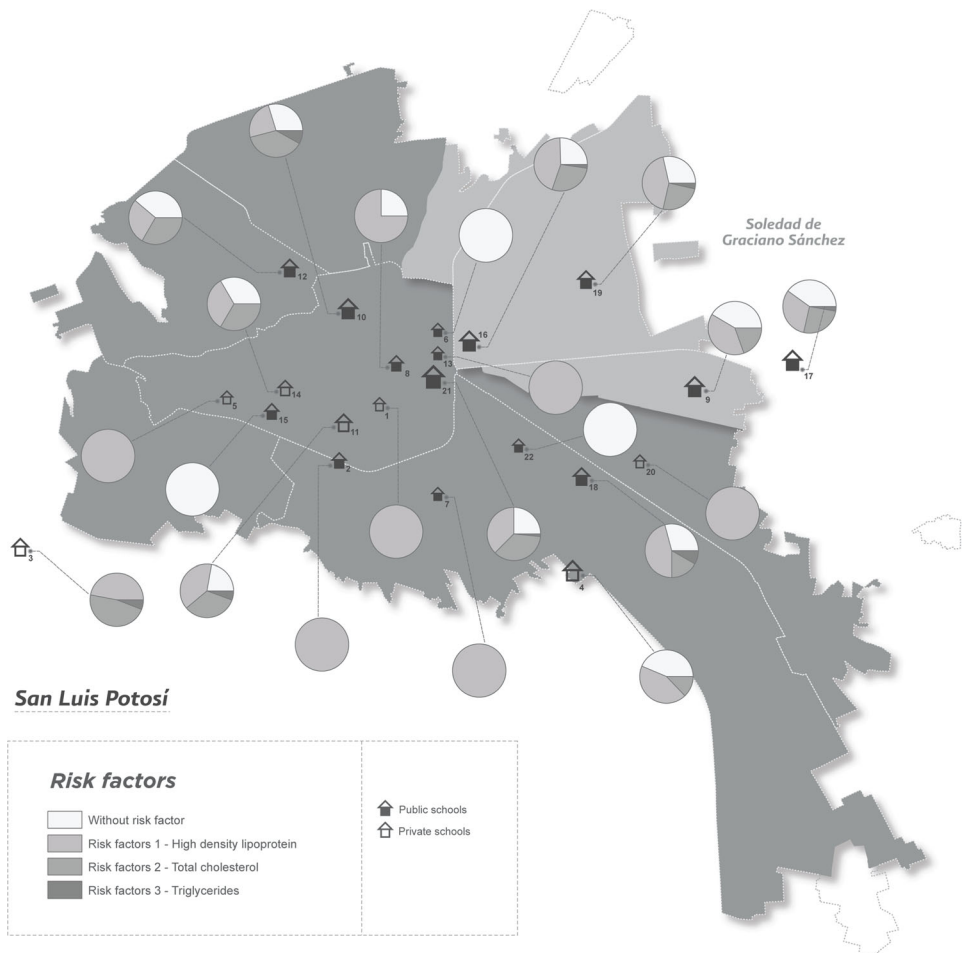 Soledad de
Graciano Sánchez
12
10
19
16
6
13
8
21
17
9
14
5
15
1
11
22
2
20
18
7
3
4
San Luis Potosí
Risk factors
Without risk factor
Risk factors 1 - High density lipoprotein
Risk factors 2 - Total cholesterol
Risk factors 3 - Triglycerides
Public schools
Private schools